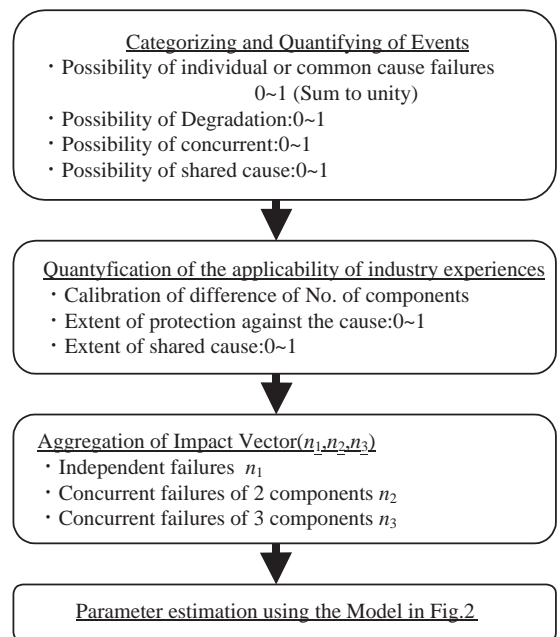 Categorizing and Quantifying of Events
・Possibility of individual or common cause failures
0~1 (Sum to unity)
・Possibility of Degradation:0~1
・Possibility of concurrent:0~1
・Possibility of shared cause:0~1
Quantyfication of the applicability of industry experiences
・Calibration of difference of No. of components
・Extent of protection against the cause:0~1
・Extent of shared cause:0~1
Aggregation of Impact Vector(n1,n2,n3)
・Independent failures n1
・Concurrent failures of 2 components n2
・Concurrent failures of 3 components n3
Parameter estimation using the Model in Fig.2